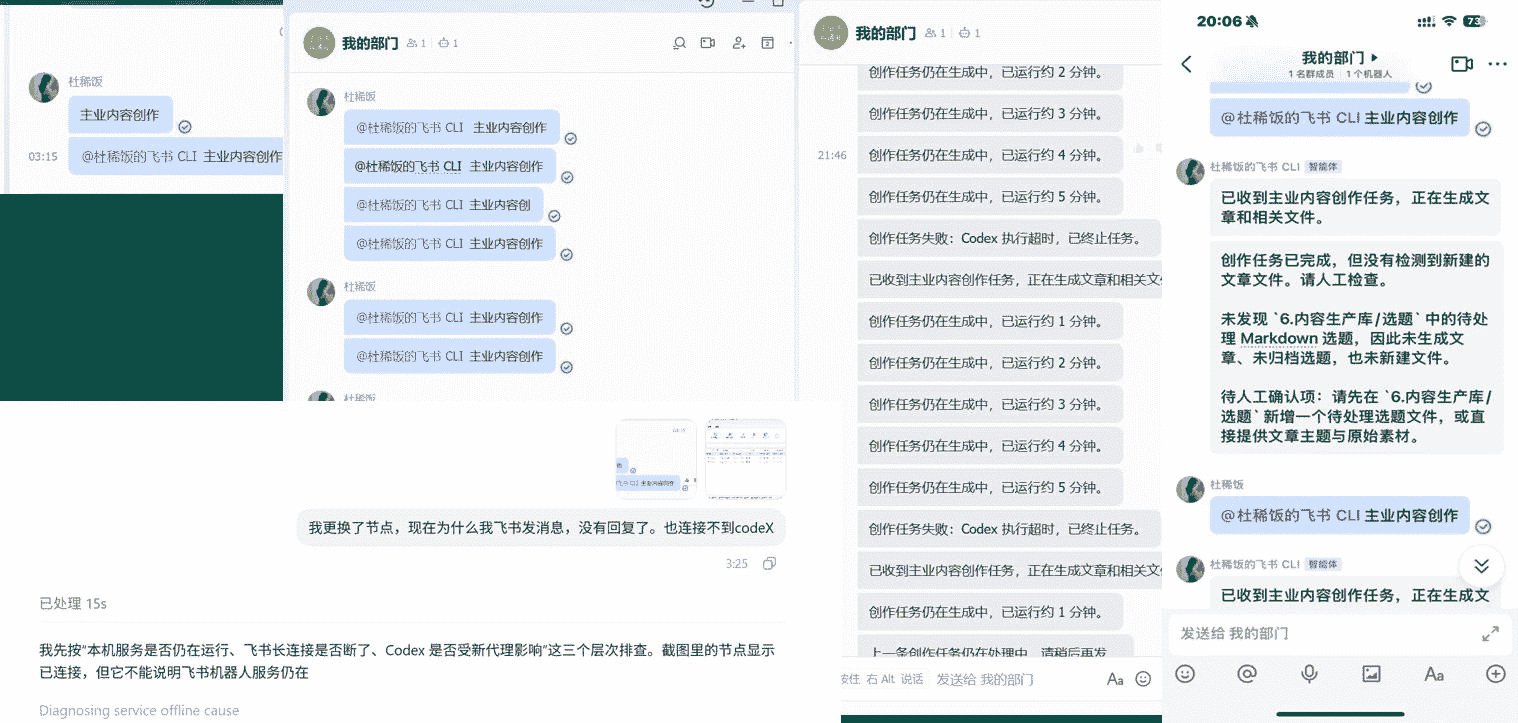 杜稀饭
主业内容创作
03:15
@杜稀饭的飞书 CLI 主业内容创作
我的部门
1
1
杜稀饭
@杜稀饭的飞书 CLI 主业内容创作
@杜稀饭的飞书 CLI 主业内容创作
@杜稀饭的飞书 CLI 主业内容创
@杜稀饭的飞书 CLI 主业内容创作
杜稀饭
@杜稀饭的飞书 CLI 主业内容创作
@杜稀饭的飞书 CLI 主业内容创作
杜稀饭
我更换了节点，现在为什么我飞书发消息，没有回复了。也连接不到codeX
3:25
已处理 15s
我先按“本机服务是否仍在运行、飞书长连接是否断了、Codex 是否受新代理影响”这三个层次排查。截图里的节点显示
已连接，但它不能说明飞书机器人服务仍在
Diagnosing service offline cause
我的部门
1
1
创作任务仍在生成中，已运行约 2 分钟。
创作任务仍在生成中，已运行约 3 分钟。
21:46
创作任务仍在生成中，已运行约 4 分钟。
创作任务仍在生成中，已运行约 5 分钟。
创作任务失败：Codex 执行超时，已终止任务。
已收到主业内容创作任务，正在生成文章和相关文
创作任务仍在生成中，已运行约 1 分钟。
创作任务仍在生成中，已运行约 2 分钟。
创作任务仍在生成中，已运行约 3 分钟。
创作任务仍在生成中，已运行约 4 分钟。
创作任务仍在生成中，已运行约 5 分钟。
创作任务失败：Codex 执行超时，已终止任务。
已收到主业内容创作任务，正在生成文章和相关文
创作任务仍在生成中，已运行约 1 分钟。
上一条创作任务仍在处理中，请稍后再发
按住 右 Alt 说话
发送给 我的部门
Aa
20:06
73
我的部门
1 名群成员 1 个机器人
@杜稀饭的飞书 CLI 主业内容创作
杜稀饭的飞书 CLI 智能体
已收到主业内容创作任务，正在生成文
章和相关文件。
创作任务已完成，但没有检测到新建的
文章文件。请人工检查。
未发现 `6.内容生产库/选题` 中的待处
理 Markdown 选题，因此未生成文
章、未归档选题，也未新建文件。
待人工确认项：请先在 `6.内容生产库/
选题` 新增一个待处理选题文件，或直
接提供文章主题与原始素材。
杜稀饭
@杜稀饭的飞书 CLI 主业内容创作
杜稀饭的飞书 CLI 智能体
已收到主业内容创作任务，正在生成文
发送给 我的部门
Aa